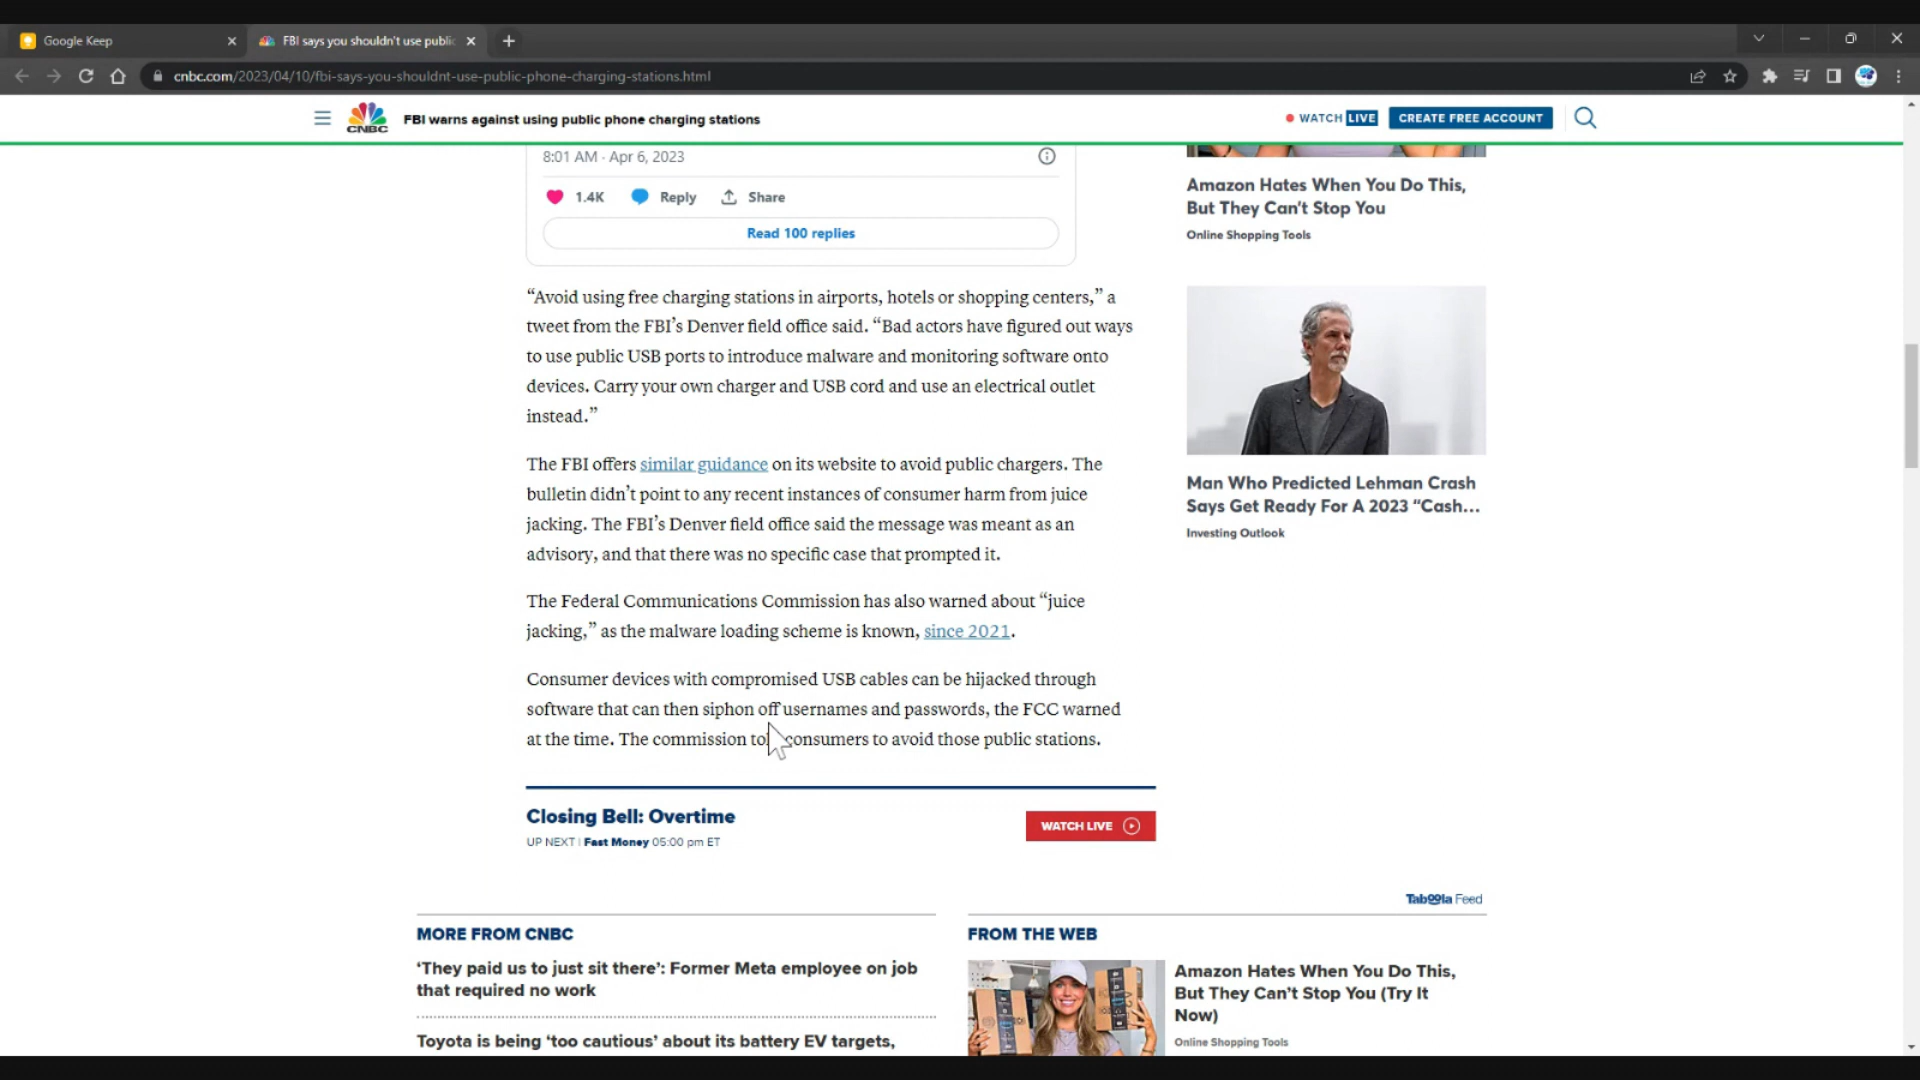 Google Keep
FBI says you shouldn't use public
cnbc.com/2023/04/10/fbi-says-you-shouldnt-use-public-phone-charging-stations.html
CNBC
FBI warns against using public phone charging stations
WATCH LIVE
CREATE FREE ACCOUNT
8:01 AM · Apr 6, 2023
1.4K Reply Share
Read 100 replies
“Avoid using free charging stations in airports, hotels or shopping centers,” a
tweet from the FBI’s Denver field office said. “Bad actors have figured out ways
to use public USB ports to introduce malware and monitoring software onto
devices. Carry your own charger and USB cord and use an electrical outlet
instead.”
The FBI offers similar guidance on its website to avoid public chargers. The
bulletin didn’t point to any recent instances of consumer harm from juice
jacking. The FBI’s Denver field office said the message was meant as an
advisory, and that there was no specific case that prompted it.
The Federal Communications Commission has also warned about “juice
jacking,” as the malware loading scheme is known, since 2021.
Consumer devices with compromised USB cables can be hijacked through
software that can then siphon off usernames and passwords, the FCC warned
at the time. The commission tol consumers to avoid those public stations.
Closing Bell: Overtime
UP NEXT | Fast Money 05:00 pm ET
WATCH LIVE
Amazon Hates When You Do This,
But They Can’t Stop You
Online Shopping Tools
Man Who Predicted Lehman Crash
Says Get Ready For A 2023 “Cash...
Investing Outlook
Taboola Feed
MORE FROM CNBC
‘They paid us to just sit there’: Former Meta employee on job
that required no work
Toyota is being ‘too cautious’ about its battery EV targets,
FROM THE WEB
Amazon Hates When You Do This,
But They Can’t Stop You (Try It
Now)
Online Shopping Tools